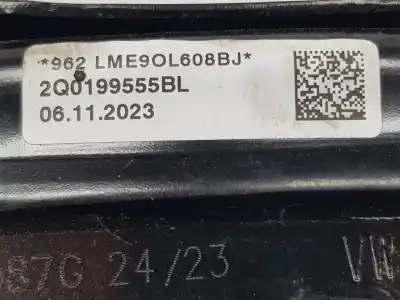 *962 LME9OL608BJ*
2Q0199555BL
06.11.2023
87G 24/23 VW